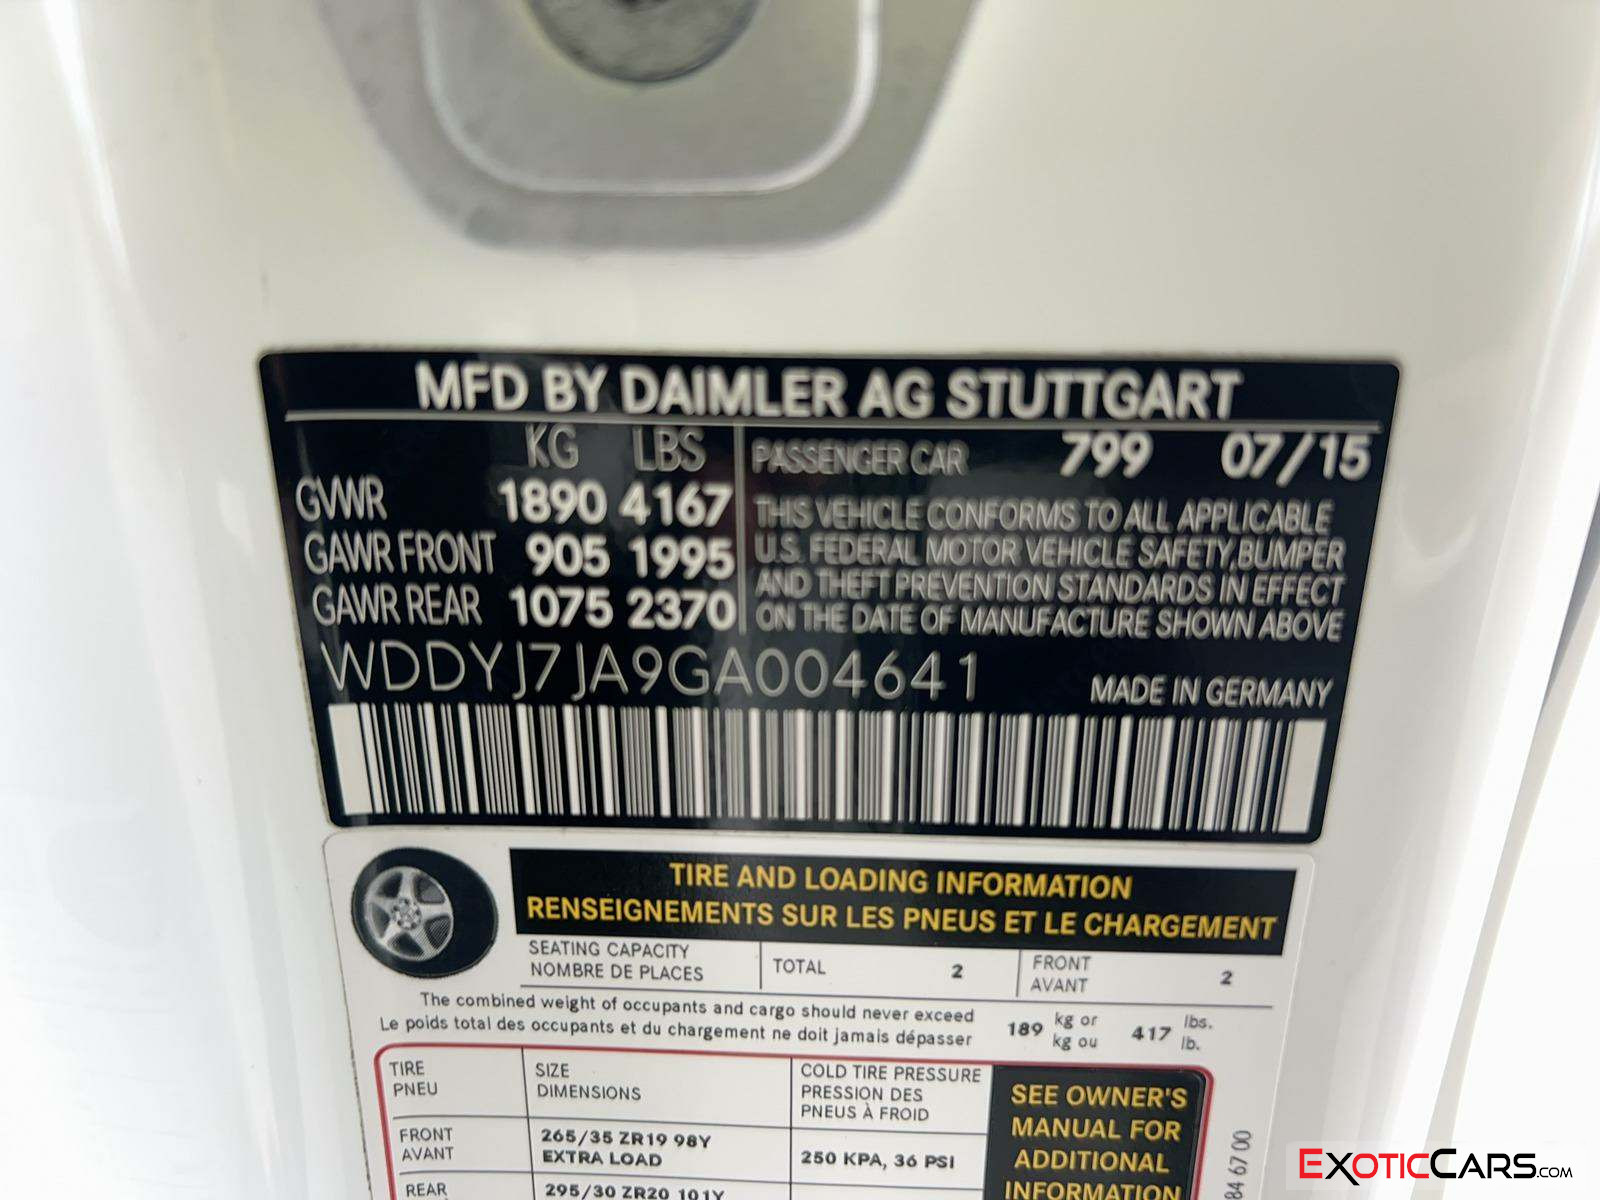 MFD BY DAIMLER AG STUTTGART
KG LBS
GVWR 1890 4167
GAWR FRONT 905 1995
GAWR REAR 1075 2370
PASSENGER CAR 799 07/15
THIS VEHICLE CONFORMS TO ALL APPLICABLE
U.S. FEDERAL MOTOR VEHICLE SAFETY, BUMPER
AND THEFT PREVENTION STANDARDS IN EFFECT
ON THE DATE OF MANUFACTURE SHOWN ABOVE
WDDYJ7JA9GA004641
MADE IN GERMANY
TIRE AND LOADING INFORMATION
RENSEIGNEMENTS SUR LES PNEUS ET LE CHARGEMENT
SEATING CAPACITY
NOMBRE DE PLACES
TOTAL 2
FRONT
AVANT
2
The combined weight of occupants and cargo should never exceed
Le poids total des occupants et du chargement ne doit jamais dépasser
189 kg or
kg ou
417 lbs.
lb.
TIRE
PNEU
SIZE
DIMENSIONS
COLD TIRE PRESSURE
PRESSION DES
PNEUS À FROID
FRONT
AVANT
265/35 ZR19 98Y
EXTRA LOAD
250 KPA, 36 PSI
REAR
295/30 ZR20 101Y
SEE OWNER'S
MANUAL FOR
ADDITIONAL
INFORMATION
84 67 00
EXOTICCARS.COM